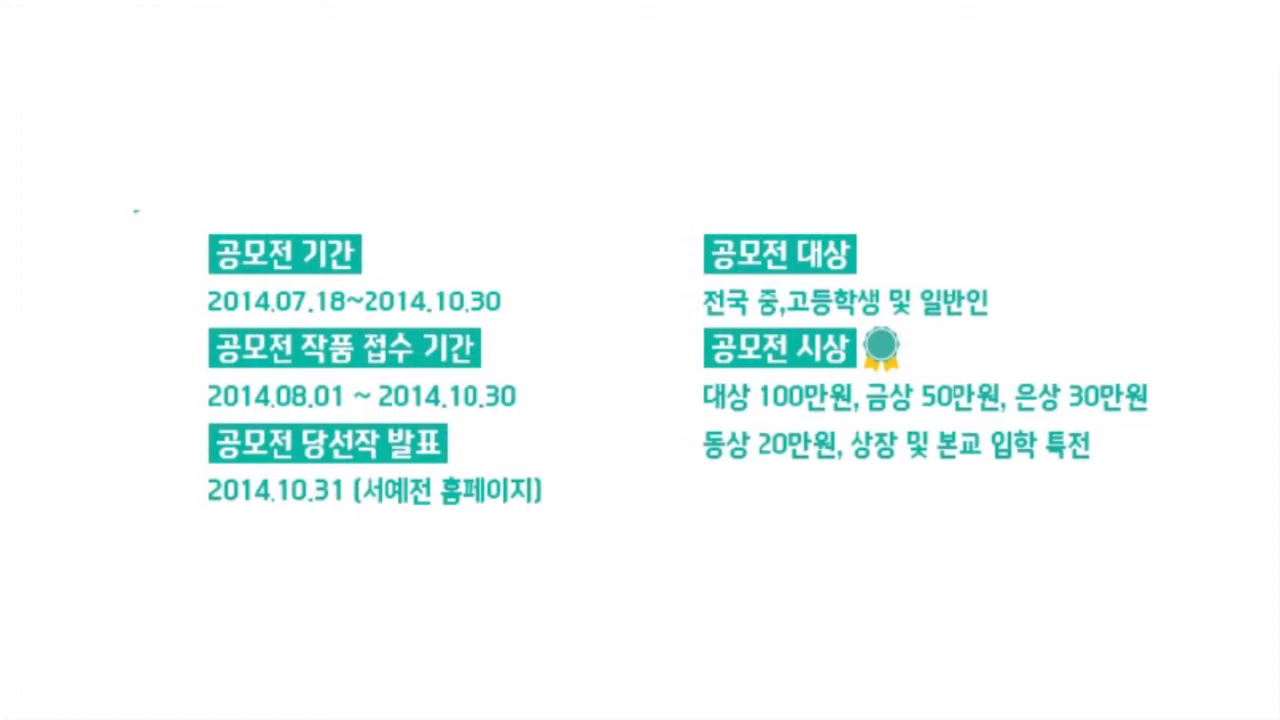 공모전 기간
2014.07.18~2014.10.30
공모전 작품 접수 기간
2014.08.01 ~ 2014.10.30
공모전 당선작 발표
2014.10.31 (서예전 홈페이지)
공모전 대상
전국 중,고등학생 및 일반인
공모전 시상
대상 100만원, 금상 50만원, 은상 30만원
동상 20만원, 상장 및 본교 입학 특전